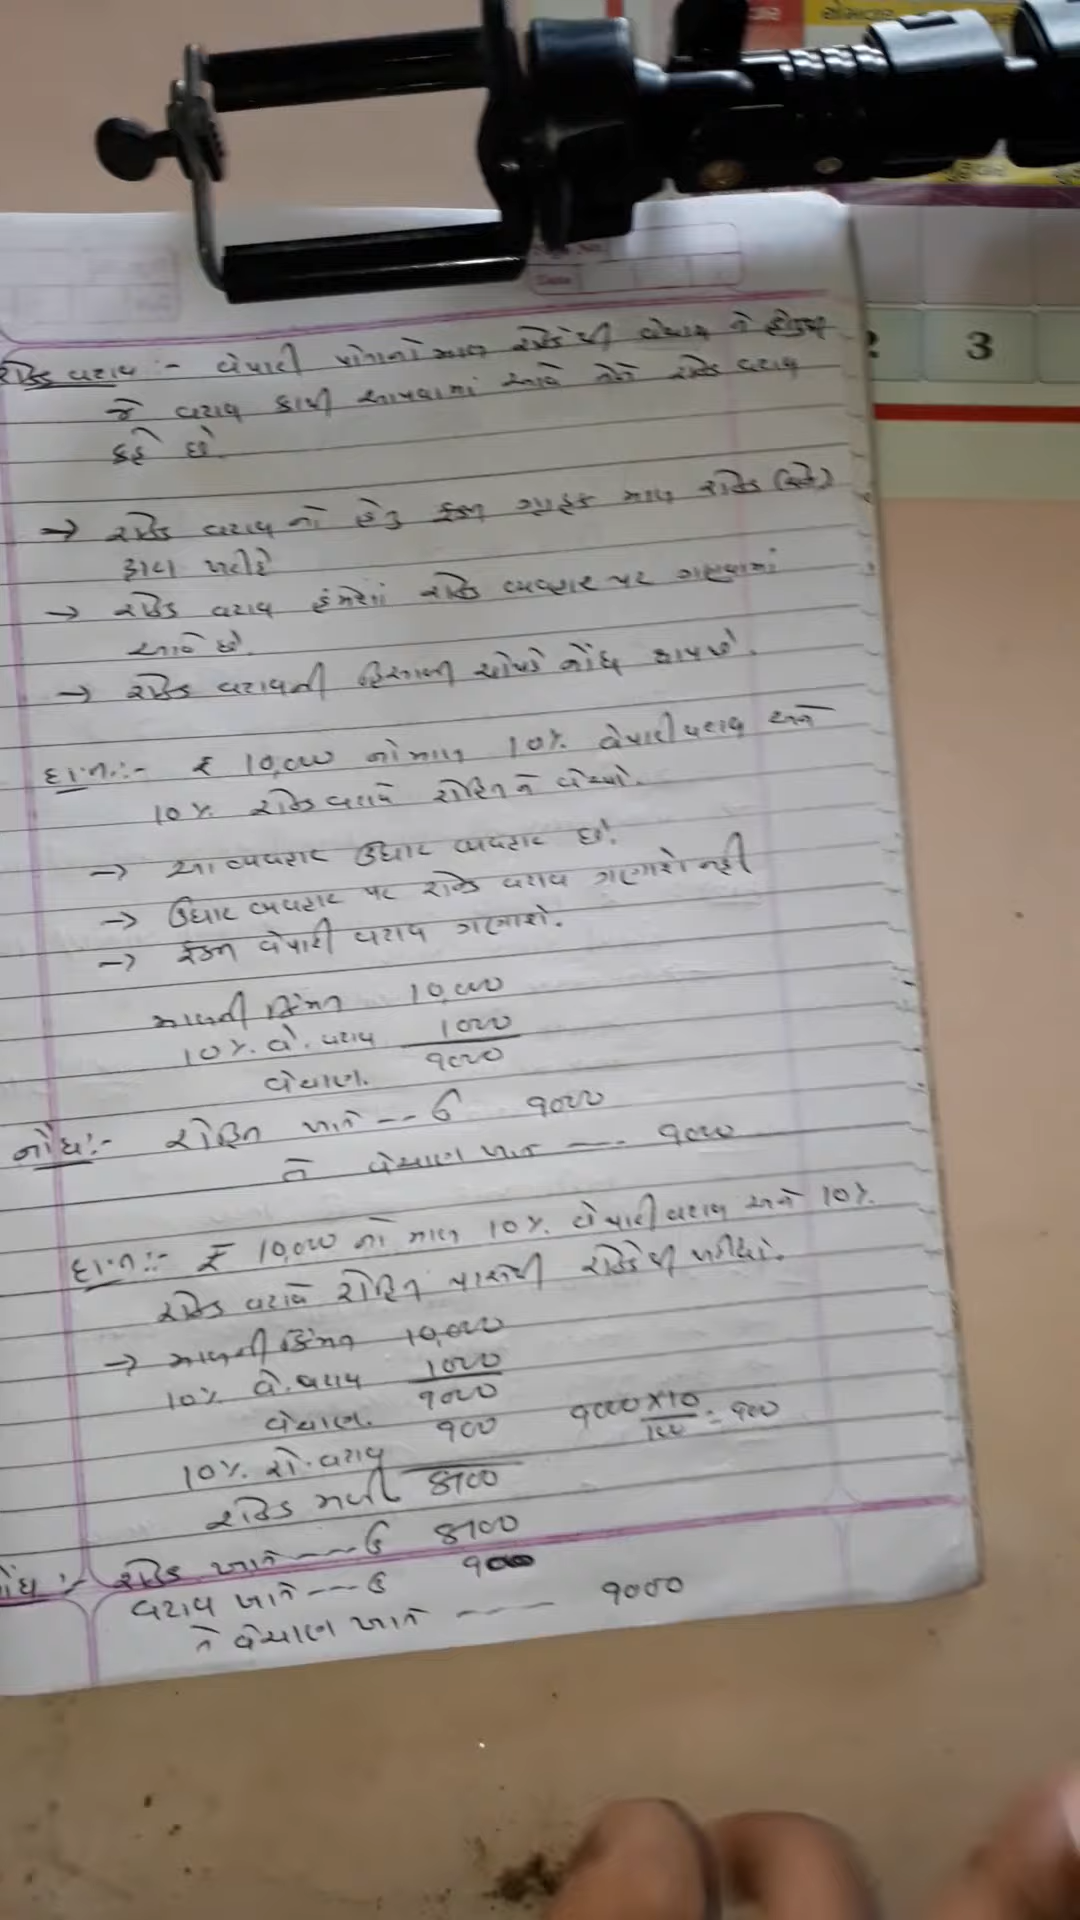 રોકડ વટાવ :- વેપારી પોતાનો માલ રોકડેથી વેચાય ને
જે વટાવ કાપી આપવામાં આવે તેને રોકડ વટાવ
કહે છે.
→ રોકડ વટાવ નો હેતુ ફક્ત ગ્રાહક માલ રોકડ
દ્વારા ખરીદે
→ રોકડ વટાવ હંમેશાં રોકડ વ્યવહાર પર ગણવામાં
આવે છે.
→ રોકડ વટાવની હિસાબી ચોપડે નોંધ થાય છે.
દા.ત.:- ₹ 10,000 નો માલ 10% વેપારી વટાવ અને
10% રોકડ વટાવે રોહિત ને વેચ્યો.
→ આ વ્યવહાર ઉધાર વ્યવહાર છે.
→ ઉધાર વ્યવહાર પર રોકડ વટાવ ગણાશે નહી
→ ફક્ત વેપારી વટાવ ગણાશે.
માલની કિંમત 10,000
10%. વે. વટાવ 1000
વેચાણ. 9000
નોંધ:- રોહિત ખાતે --- ઉ 9000
તે વેચાણ ખાતે ---- 9000
દા.ત:- ₹ 10,000 નો માલ 10%. વેપારી વટાવ અને 10%.
રોકડ વટાવે રોહિત પાસેથી રોકડેથી ખરીદ્યો.
→ માલની કિંમત 10,000
10% વે. વટાવ 1000
વેચાણ. 9000
10%. રો. વટાવ 900 9000×10/100 = 900
રોકડ મળી 8100
નોંધ :- રોકડ ખાતે ---- ઉ 8100
વટાવ ખાતે --- ઉ 900
તે વેચાણ ખાતે ---- 9000
3